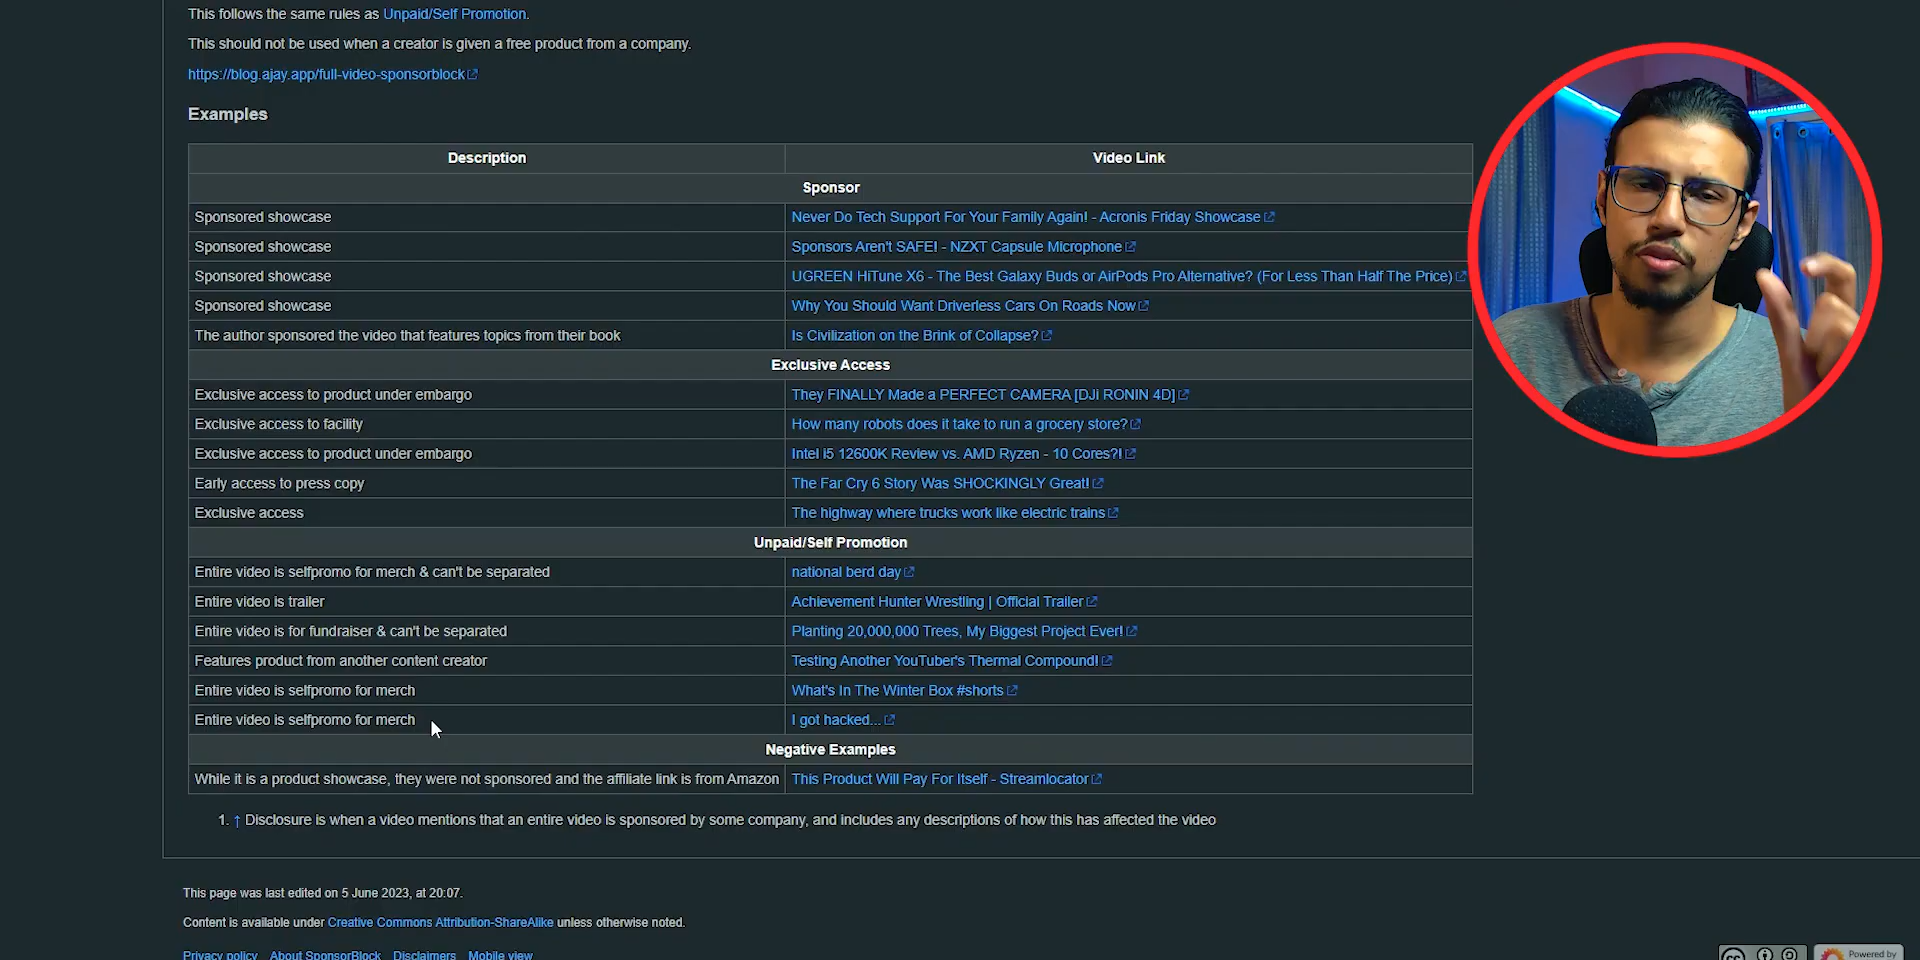 This follows the same rules as Unpaid/Self Promotion.
This should not be used when a creator is given a free product from a company.
https://blog.ajay.app/full-video-sponsorblock
Examples
Description Video Link
Sponsor
Sponsored showcase Never Do Tech Support For Your Family Again! - Acronis Friday Showcase
Sponsored showcase Sponsors Aren't SAFE! - NZXT Capsule Microphone
Sponsored showcase UGREEN HiTune X6 - The Best Galaxy Buds or AirPods Pro Alternative? (For Less Than Half The Price)
Sponsored showcase Why You Should Want Driverless Cars On Roads Now
The author sponsored the video that features topics from their book Is Civilization on the Brink of Collapse?
Exclusive Access
Exclusive access to product under embargo They FINALLY Made a PERFECT CAMERA [DJI RONIN 4D]
Exclusive access to facility How many robots does it take to run a grocery store?
Exclusive access to product under embargo Intel i5 12600K Review vs. AMD Ryzen - 10 Cores?!
Early access to press copy The Far Cry 6 Story Was SHOCKINGLY Great!
Exclusive access The highway where trucks work like electric trains
Unpaid/Self Promotion
Entire video is selfpromo for merch & can't be separated national berd day
Entire video is trailer Achievement Hunter Wrestling | Official Trailer
Entire video is for fundraiser & can't be separated Planting 20,000,000 Trees, My Biggest Project Ever!
Features product from another content creator Testing Another YouTuber's Thermal Compound!
Entire video is selfpromo for merch What's In The Winter Box #shorts
Entire video is selfpromo for merch I got hacked...
Negative Examples
While it is a product showcase, they were not sponsored and the affiliate link is from Amazon This Product Will Pay For Itself - Streamlocator
1. ↑ Disclosure is when a video mentions that an entire video is sponsored by some company, and includes any descriptions of how this has affected the video
This page was last edited on 5 June 2023, at 20:07.
Content is available under Creative Commons Attribution-ShareAlike unless otherwise noted.
Privacy policy About SponsorBlock Disclaimers Mobile view
Powered by